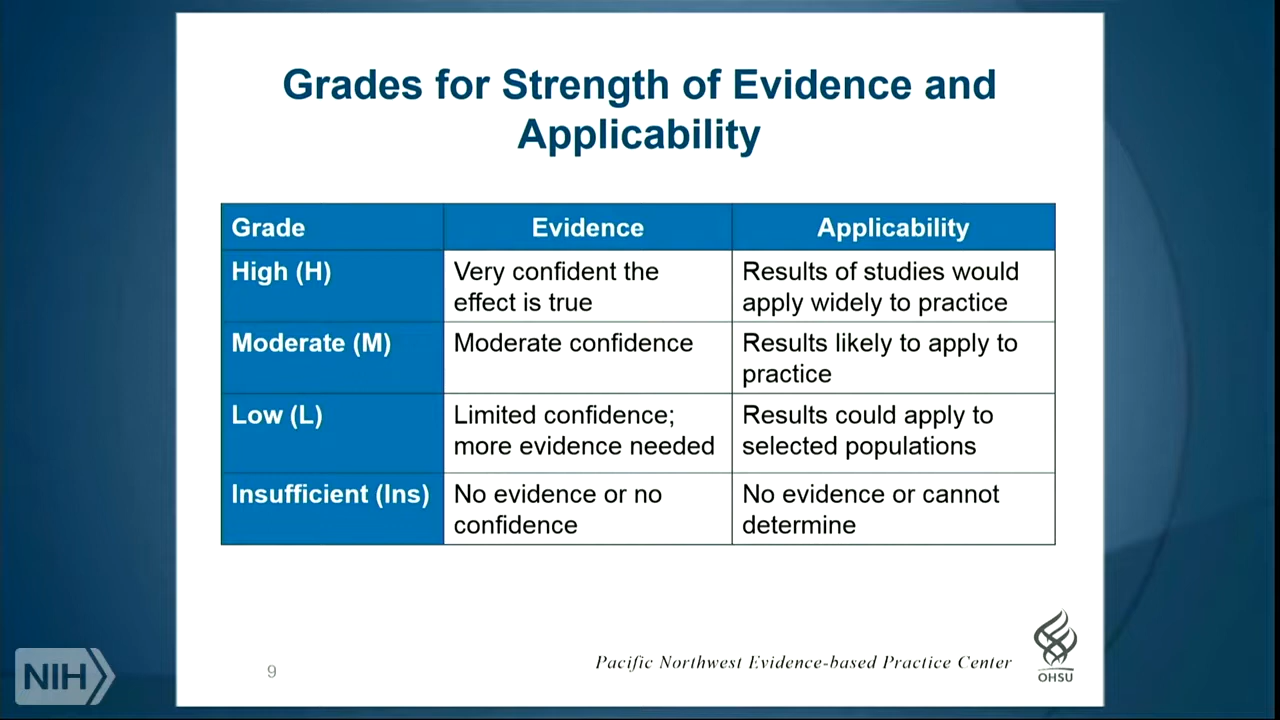 Grades for Strength of Evidence and
Applicability
Grade Evidence Applicability
High (H) Very confident the Results of studies would
effect is true apply widely to practice
Moderate (M) Moderate confidence Results likely to apply to
practice
Low (L) Limited confidence; Results could apply to
more evidence needed selected populations
Insufficient (Ins) No evidence or no No evidence or cannot
confidence determine
Pacific Northwest Evidence-based Practice Center
OHSU
9
NIH